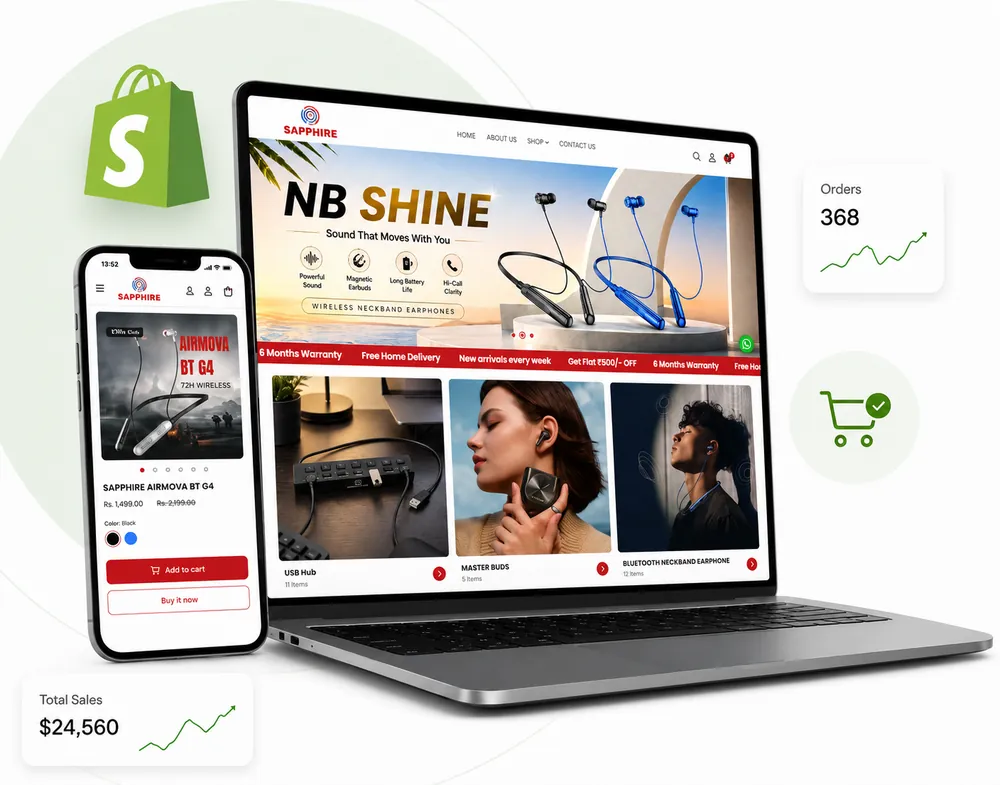 S
SAPPHIRE
HOME
ABOUT US
SHOP
CONTACT US
NB SHINE
Sound That Moves With You
Powerful Sound
Magnetic Earbuds
Long Battery Life
Hi-Call Clarity
WIRELESS NECKBAND EARPHONES
6 Months Warranty
Free Home Delivery
New arrivals every week
Get Flat ₹500/- OFF
6 Months Warranty
Free Ho
USB Hub
11 Items
MASTER BUDS
5 Items
BLUETOOTH NECKBAND EARPHONE
12 Items
13:52
SAPPHIRE
AIRMOVA
BT G4
72H WIRELESS
SAPPHIRE AIRMOVA BT G4
Rs. 1,499.00
Rs. 2,199.00
Color: Black
Add to cart
Buy it now
Orders
368
Total Sales
$24,560